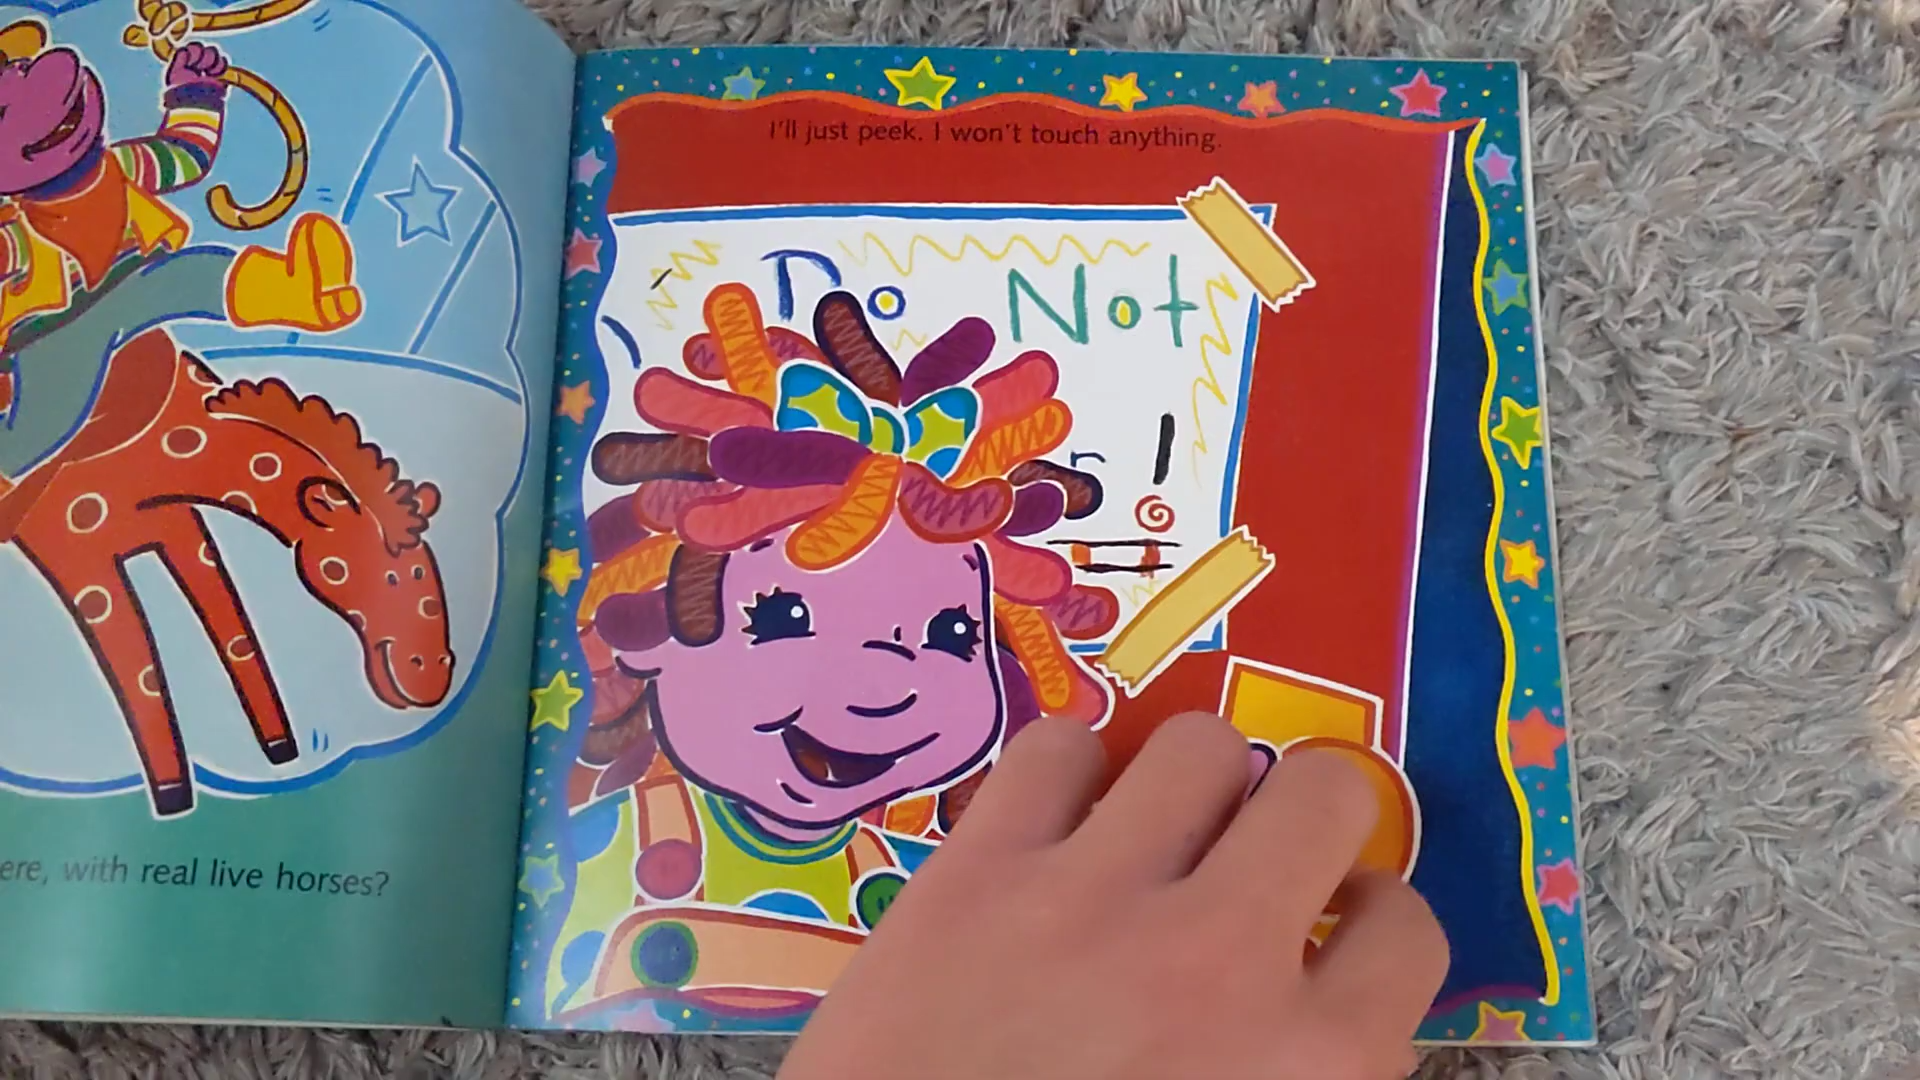 ere, with real live horses?
I'll just peek. I won't touch anything.
Do Not
r!